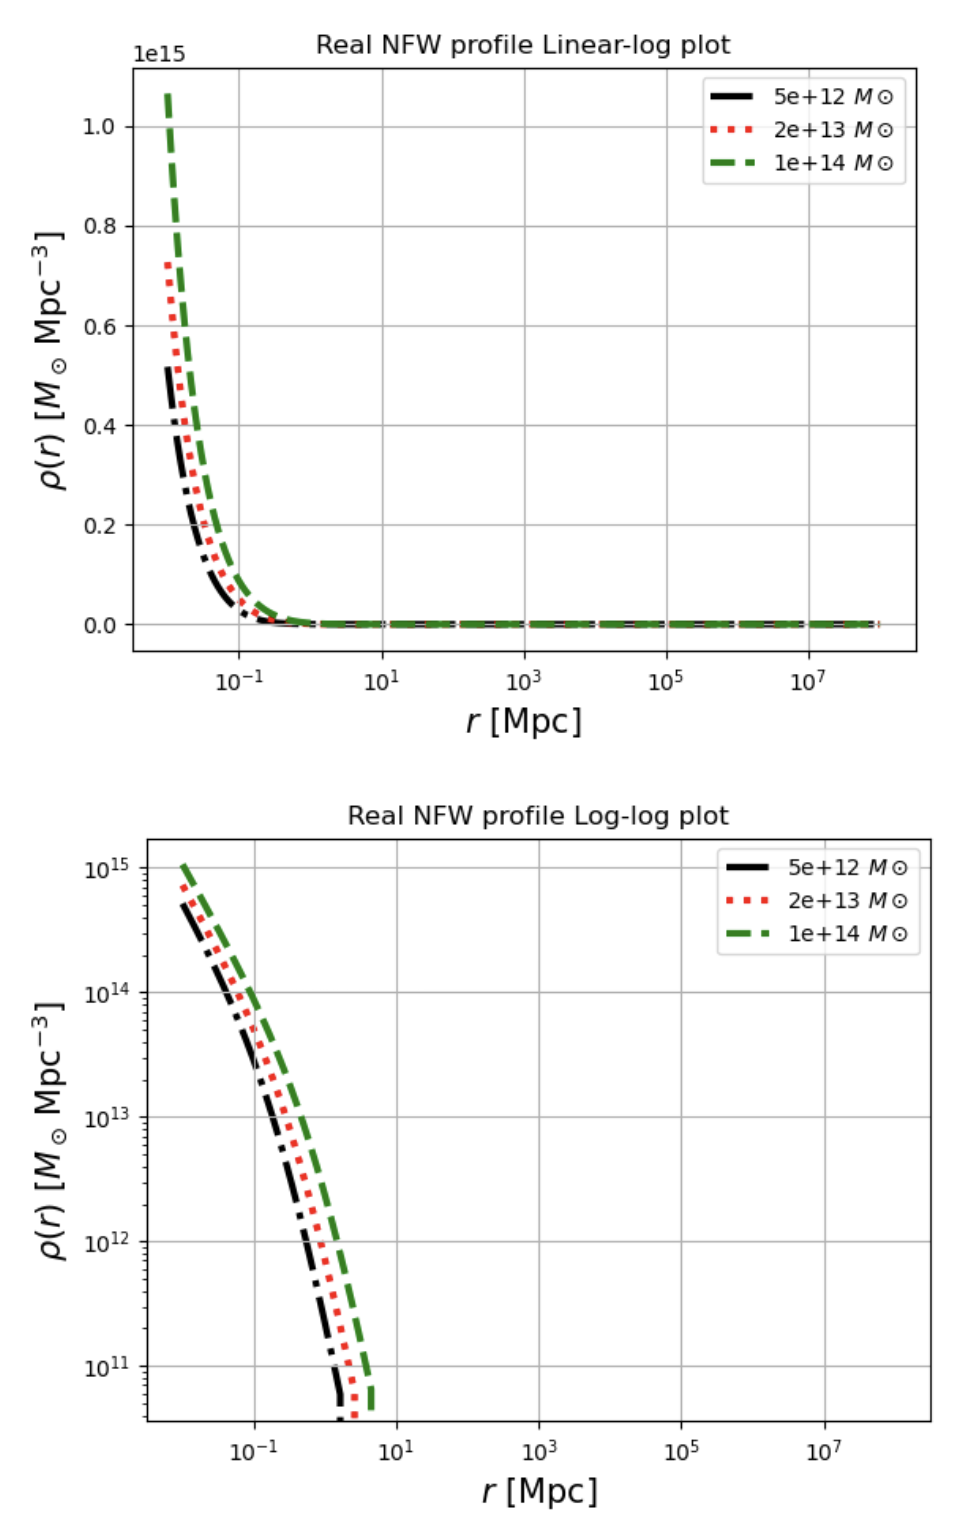 Real NFW profile Linear-log plot
1e15
5e+12 M⊙
2e+13 M⊙
1e+14 M⊙
1.0
0.8
0.6
0.4
0.2
0.0
ρ(r) [M⊙ Mpc⁻³]
10⁻¹ 10¹ 10³ 10⁵ 10⁷
r [Mpc]
Real NFW profile Log-log plot
5e+12 M⊙
2e+13 M⊙
1e+14 M⊙
10¹⁵
10¹⁴
10¹³
10¹²
10¹¹
ρ(r) [M⊙ Mpc⁻³]
10⁻¹ 10¹ 10³ 10⁵ 10⁷
r [Mpc]